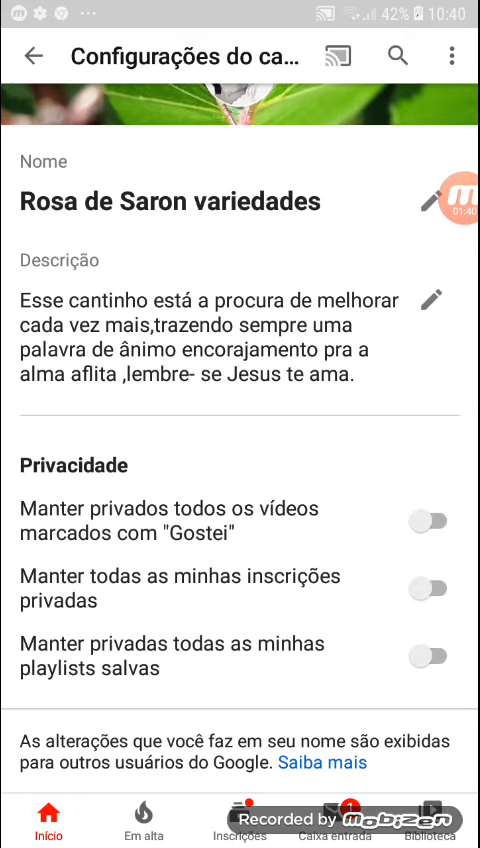 42% 10:40
Configurações do ca...
Nome
Rosa de Saron variedades
01:40
Descrição
Esse cantinho está a procura de melhorar
cada vez mais,trazendo sempre uma
palavra de ânimo encorajamento pra a
alma aflita ,lembre- se Jesus te ama.
Privacidade
Manter privados todos os vídeos
marcados com "Gostei"
Manter todas as minhas inscrições
privadas
Manter privadas todas as minhas
playlists salvas
As alterações que você faz em seu nome são exibidas
para outros usuários do Google. Saiba mais
1
Recorded by mobizen
Início Em alta Inscrições Caixa entrada Biblioteca